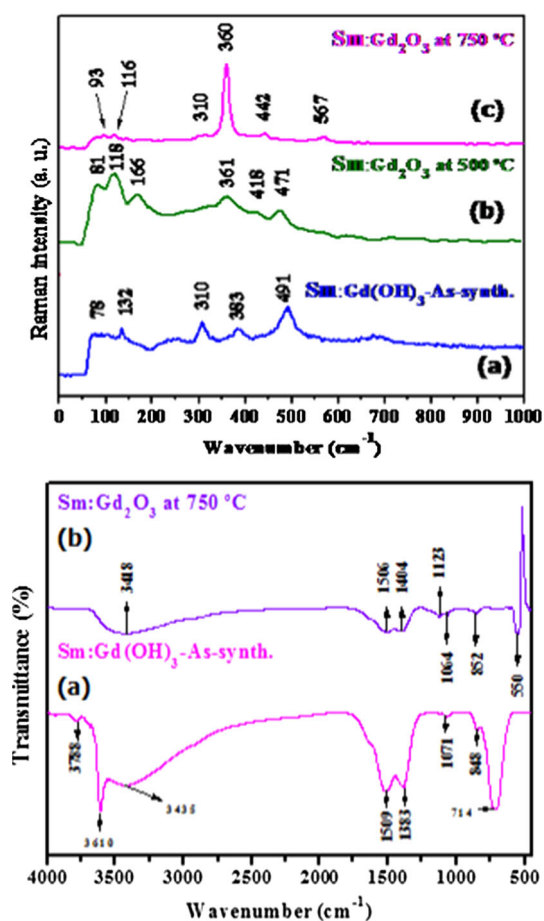 Sm:Gd₂O₃ at 750 °C
360
93 116
310
442
567
(c)
Sm:Gd₂O₃ at 500 °C
81
118
166
361
418
471
(b)
Sm:Gd(OH)₃-As-synth.
78
132
310
383
491
(a)
Raman intensity (a. u.)
0 100 200 300 400 500 600 700 800 900 1000
Wavenumber (cm⁻¹)
Sm:Gd₂O₃ at 750 °C
(b)
3418
1506
1404
1123
1064
852
550
Sm:Gd(OH)₃-As-synth.
(a)
3788
3610
3435
1509
1383
1071
848
714
Transmittance (%)
4000 3500 3000 2500 2000 1500 1000 500
Wavenumber (cm⁻¹)